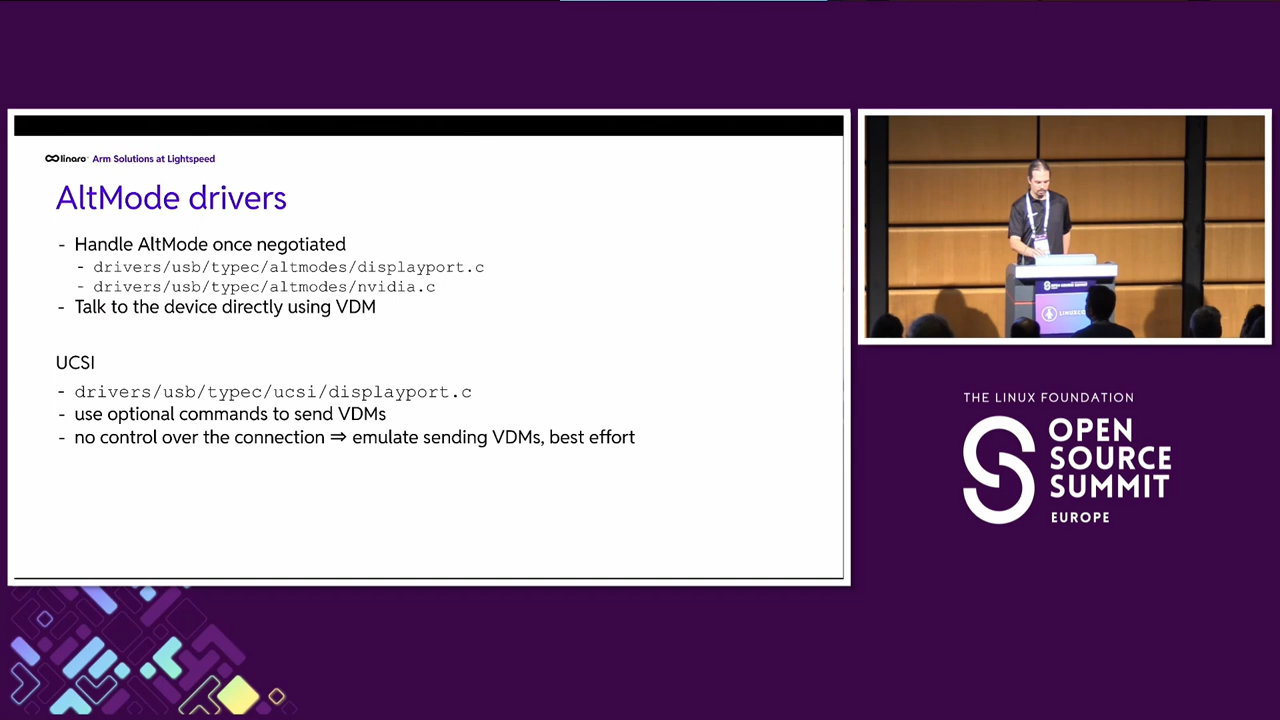 linaro Arm Solutions at Lightspeed
AltMode drivers
- Handle AltMode once negotiated
- drivers/usb/typec/altmodes/displayport.c
- drivers/usb/typec/altmodes/nvidia.c
- Talk to the device directly using VDM
UCSI
- drivers/usb/typec/ucsi/displayport.c
- use optional commands to send VDMs
- no control over the connection ⇒ emulate sending VDMs, best effort
THE LINUX FOUNDATION
OPEN
SOURCE
SUMMIT
EUROPE